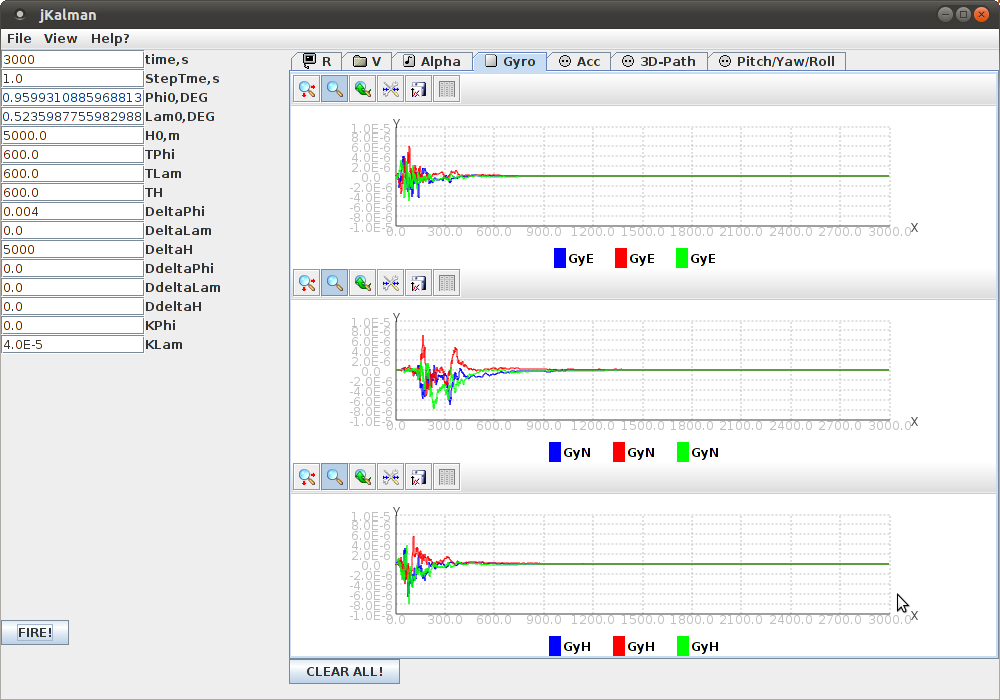 jKalman
File View Help?
3000 time,s
1.0 StepTme,s
0.9599310885968813 Phi0,DEG
0.5235987755982988 Lam0,DEG
5000.0 H0,m
600.0 TPhi
600.0 TLam
600.0 TH
0.004 DeltaPhi
0.0 DeltaLam
5000 DeltaH
0.0 DdeltaPhi
0.0 DdeltaLam
0.0 DdeltaH
0.0 KPhi
4.0E-5 KLam
FIRE!
R V Alpha Gyro Acc 3D-Path Pitch/Yaw/Roll
Y
1.0E-5
8.0E-6
6.0E-6
4.0E-6
2.0E-6
0.0
-2.0E-6
-4.0E-6
-6.0E-6
-8.0E-6
-1.0E-5
0.0 300.0 600.0 900.0 1200.0 1500.0 1800.0 2100.0 2400.0 2700.0 3000.0 X
GyE GyE GyE
Y
1.0E-5
8.0E-6
6.0E-6
4.0E-6
2.0E-6
0.0
-2.0E-6
-4.0E-6
-6.0E-6
-8.0E-6
-1.0E-5
0.0 300.0 600.0 900.0 1200.0 1500.0 1800.0 2100.0 2400.0 2700.0 3000.0 X
GyN GyN GyN
Y
1.0E-5
8.0E-6
6.0E-6
4.0E-6
2.0E-6
0.0
-2.0E-6
-4.0E-6
-6.0E-6
-8.0E-6
-1.0E-5
0.0 300.0 600.0 900.0 1200.0 1500.0 1800.0 2100.0 2400.0 2700.0 3000.0 X
GyH GyH GyH
CLEAR ALL!